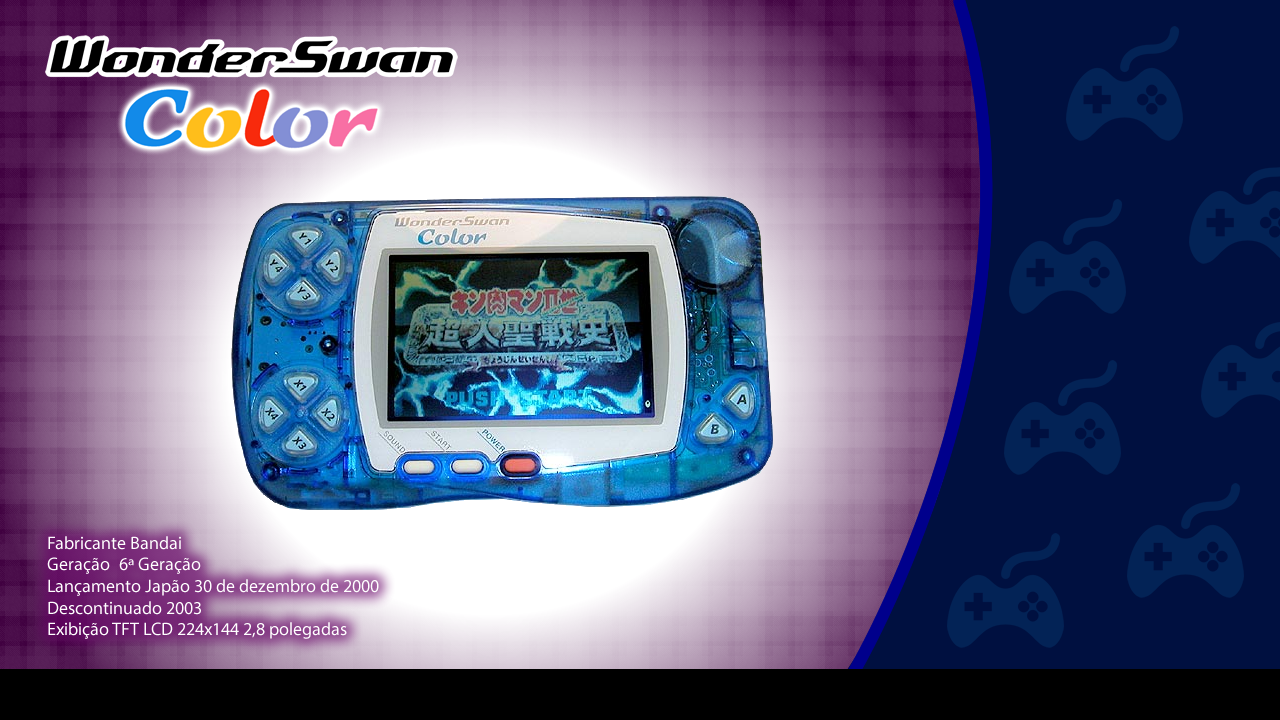 WonderSwan
Color
WonderSwan
Color
Y1
Y4 Y2
Y3
キン肉マンⅡ世
超人聖戦史
X1
X4 X2
X3
PUSH START
A
B
SOUND START POWER
Fabricante Bandai
Geração 6ª Geração
Lançamento Japão 30 de dezembro de 2000
Descontinuado 2003
Exibição TFT LCD 224x144 2,8 polegadas